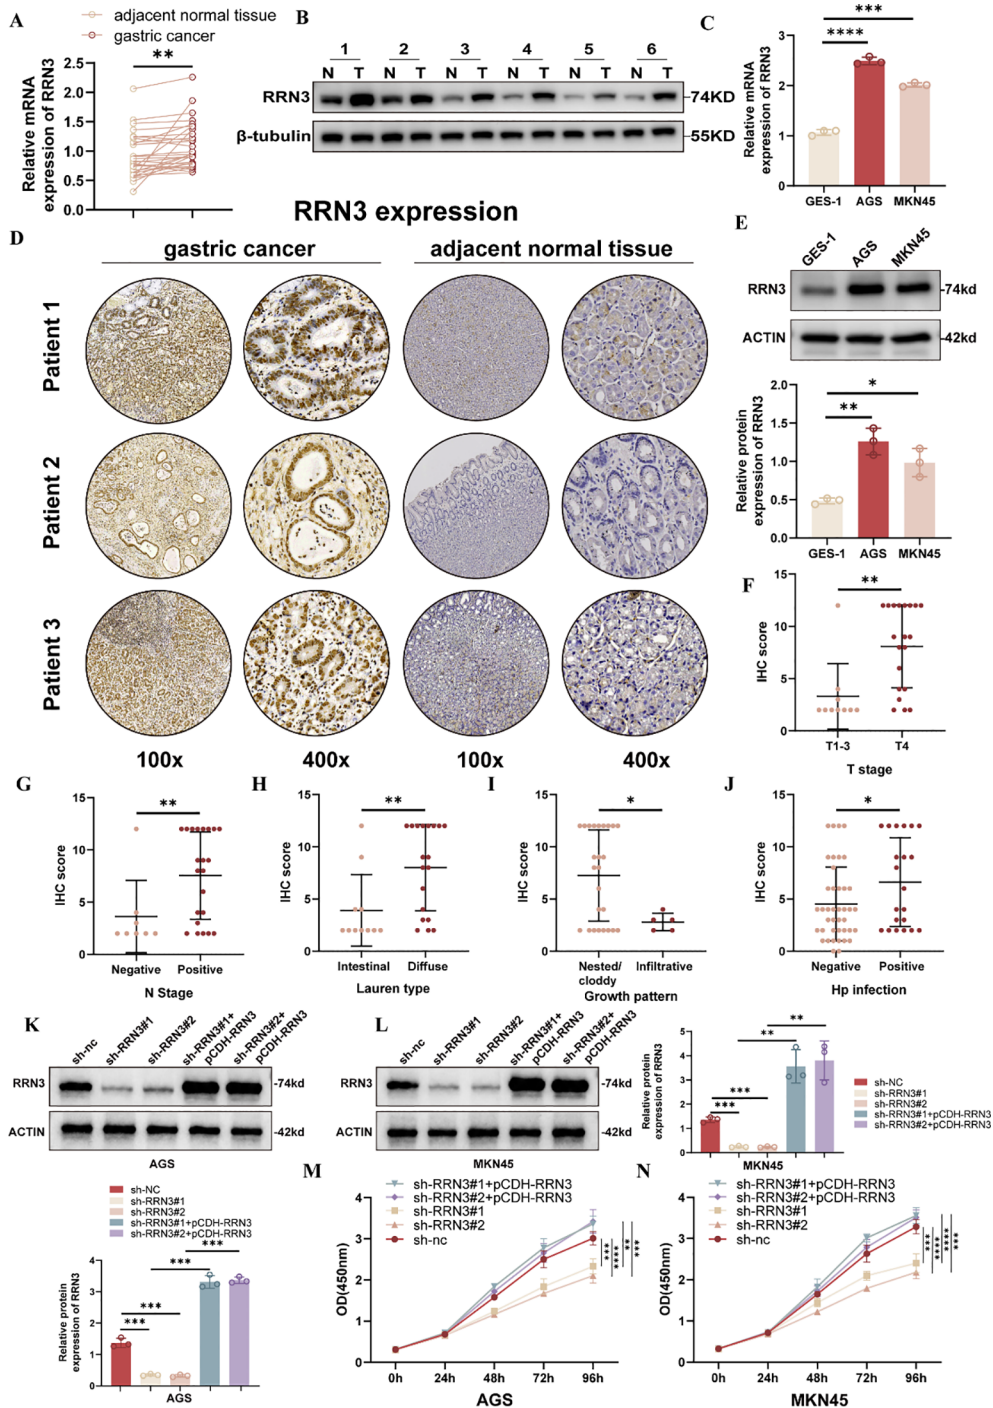 A
adjacent normal tissue
gastric cancer
**
Relative mRNA
expression of RRN3
2.5
2.0
1.5
1.0
0.5
0.0
B
1 2 3 4 5 6
N T N T N T N T N T N T
RRN3
-74KD
β-tubulin
-55KD
C
***
****
Relative mRNA
expression of RRN3
3
2
1
0
GES-1 AGS MKN45
RRN3 expression
D
gastric cancer
adjacent normal tissue
Patient 1
Patient 2
Patient 3
100x 400x 100x 400x
E
GES-1 AGS MKN45
RRN3
-74kd
ACTIN
-42kd
*
**
Relative protein
expression of RRN3
2.0
1.5
1.0
0.5
0.0
GES-1 AGS MKN45
F
**
IHC score
15
10
5
0
T1-3 T4
T stage
G
**
IHC score
15
10
5
0
Negative Positive
N Stage
H
**
IHC score
15
10
5
0
Intestinal Diffuse
Lauren type
I
*
IHC score
15
10
5
0
Nested/
cloddy
Infiltrative
Growth pattern
J
*
IHC score
15
10
5
0
Negative Positive
Hp infection
K
sh-nc
sh-RRN3#1
sh-RRN3#2
sh-RRN3#1+
pCDH-RRN3
sh-RRN3#2+
pCDH-RRN3
RRN3
-74kd
ACTIN
-42kd
AGS
sh-NC
sh-RRN3#1
sh-RRN3#2
sh-RRN3#1+pCDH-RRN3
sh-RRN3#2+pCDH-RRN3
***
***
***
***
Relative protein
expression of RRN3
4
3
2
1
0
AGS
L
sh-nc
sh-RRN3#1
sh-RRN3#2
sh-RRN3#1+
pCDH-RRN3
sh-RRN3#2+
pCDH-RRN3
RRN3
-74kd
ACTIN
-42kd
MKN45
**
**
***
***
Relative protein
expression of RRN3
5
4
3
2
1
0
MKN45
sh-NC
sh-RRN3#1
sh-RRN3#2
sh-RRN3#1+pCDH-RRN3
sh-RRN3#2+pCDH-RRN3
M
sh-RRN3#1+pCDH-RRN3
sh-RRN3#2+pCDH-RRN3
sh-RRN3#1
sh-RRN3#2
sh-nc
OD(450nm)
4
3
2
1
0
***
****
**
***
0h 24h 48h 72h 96h
AGS
N
sh-RRN3#1+pCDH-RRN3
sh-RRN3#2+pCDH-RRN3
sh-RRN3#1
sh-RRN3#2
sh-nc
OD(450nm)
4
3
2
1
0
***
****
****
***
0h 24h 48h 72h 96h
MKN45